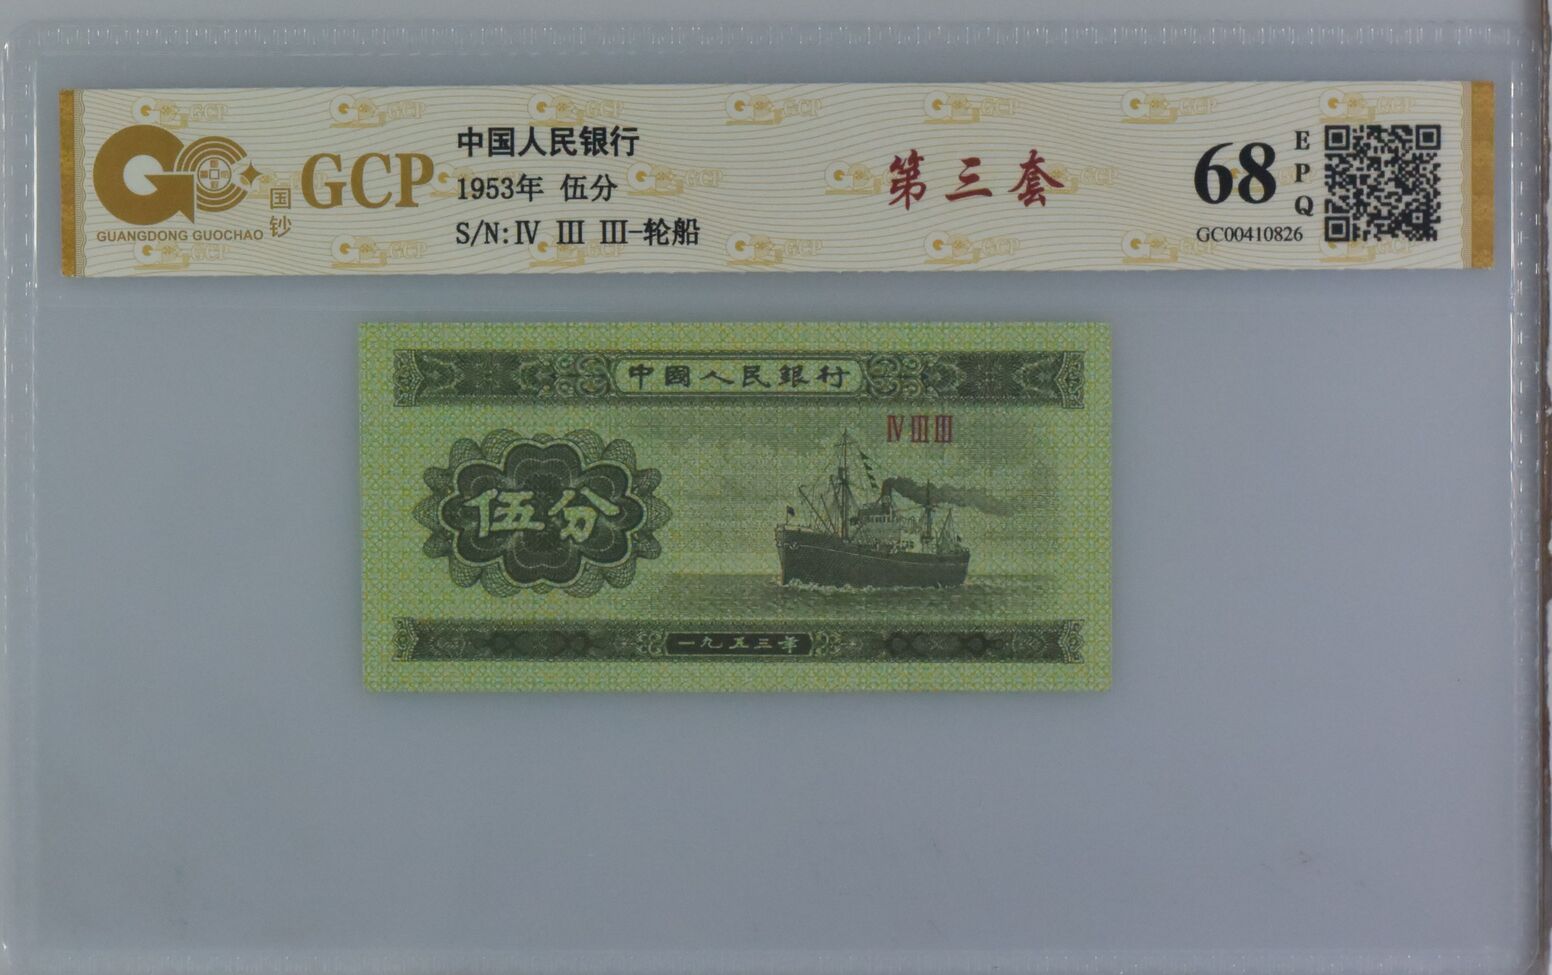 GCP
国钞
GUANGDONG GUOCHAO
中国人民银行
1953年 伍分
S/N:Ⅳ Ⅲ Ⅲ-轮船
第三套
68
EPQ
GC00410826
中國人民銀行
ⅣⅢⅢ
伍分
一九五三年